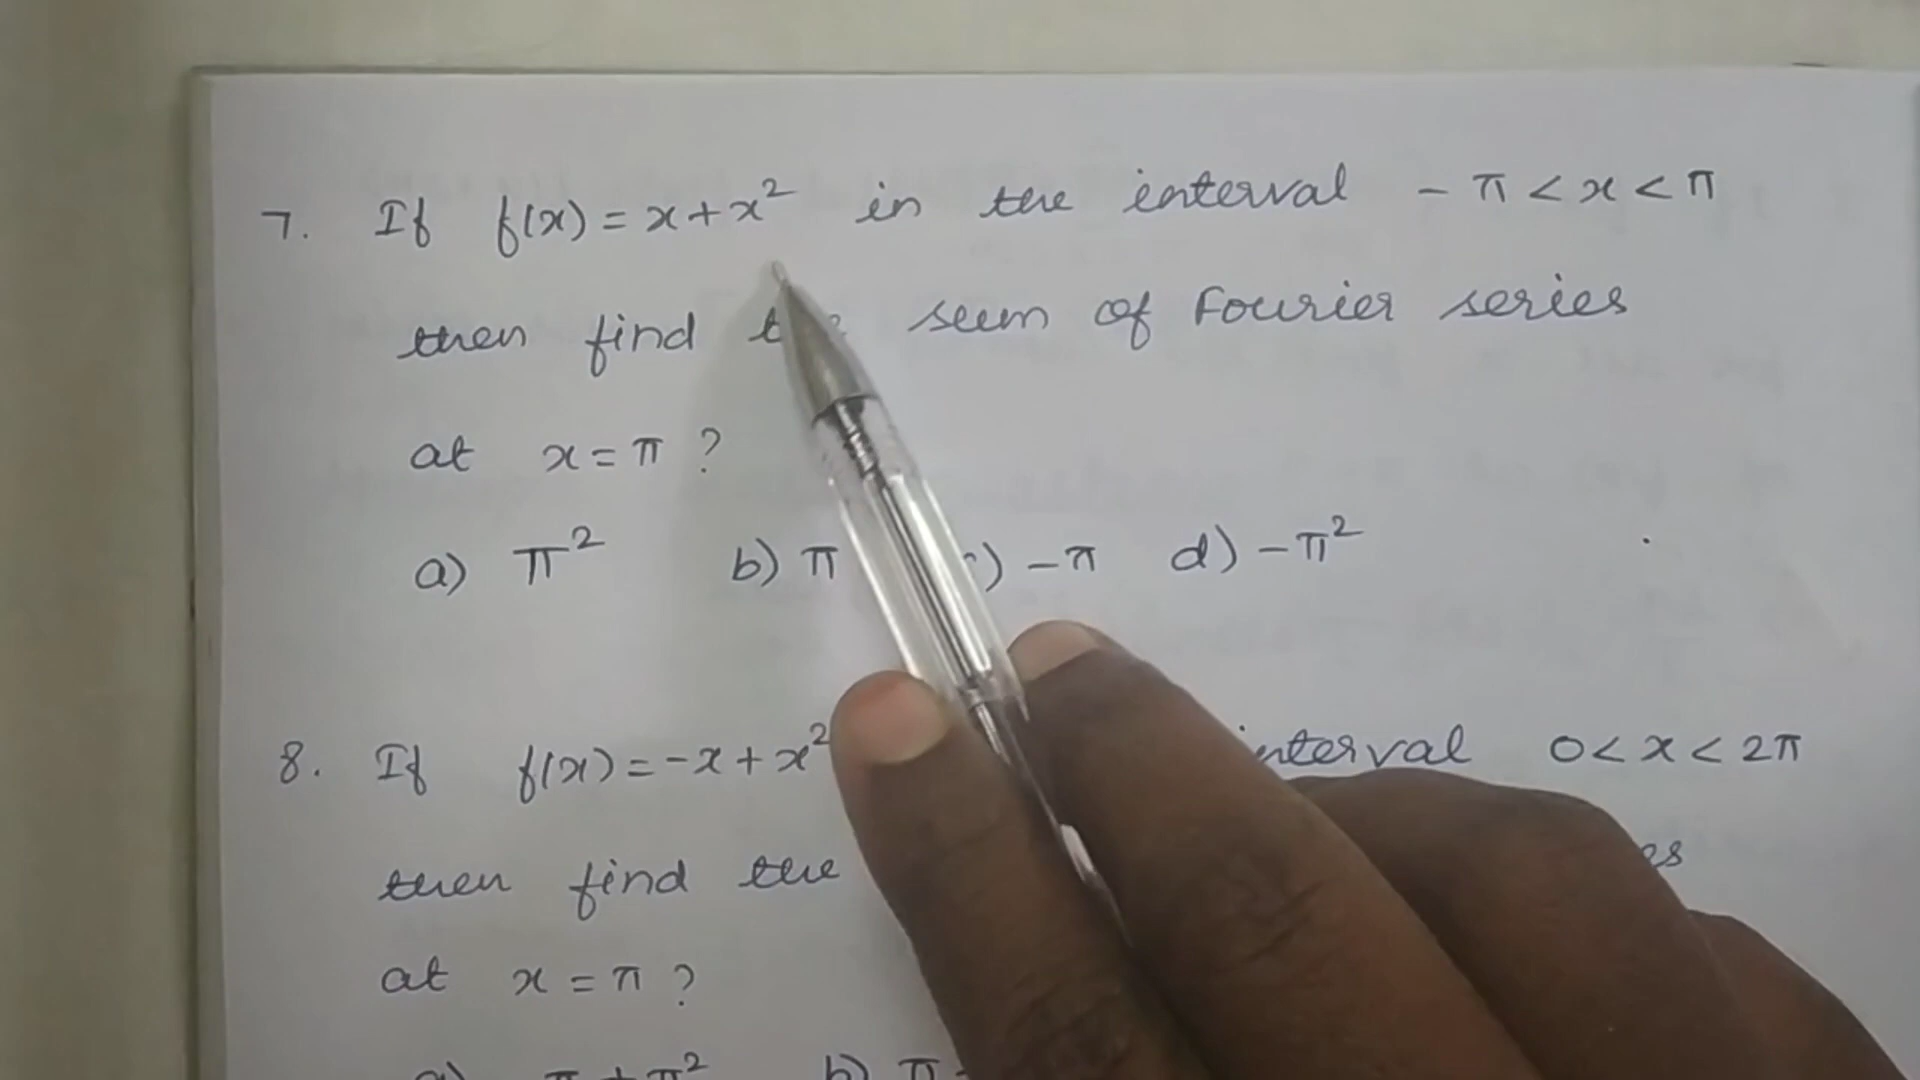 7. If f(x) = x + x² in the interval - π < x < π
then find seem of Fourier series
at x = π ?
a) π² b) π ) - π d) - π²
8. If f(x) = - x + x² interval 0 < x < 2π
then find the
at x = π ?
a) π + π² b) π